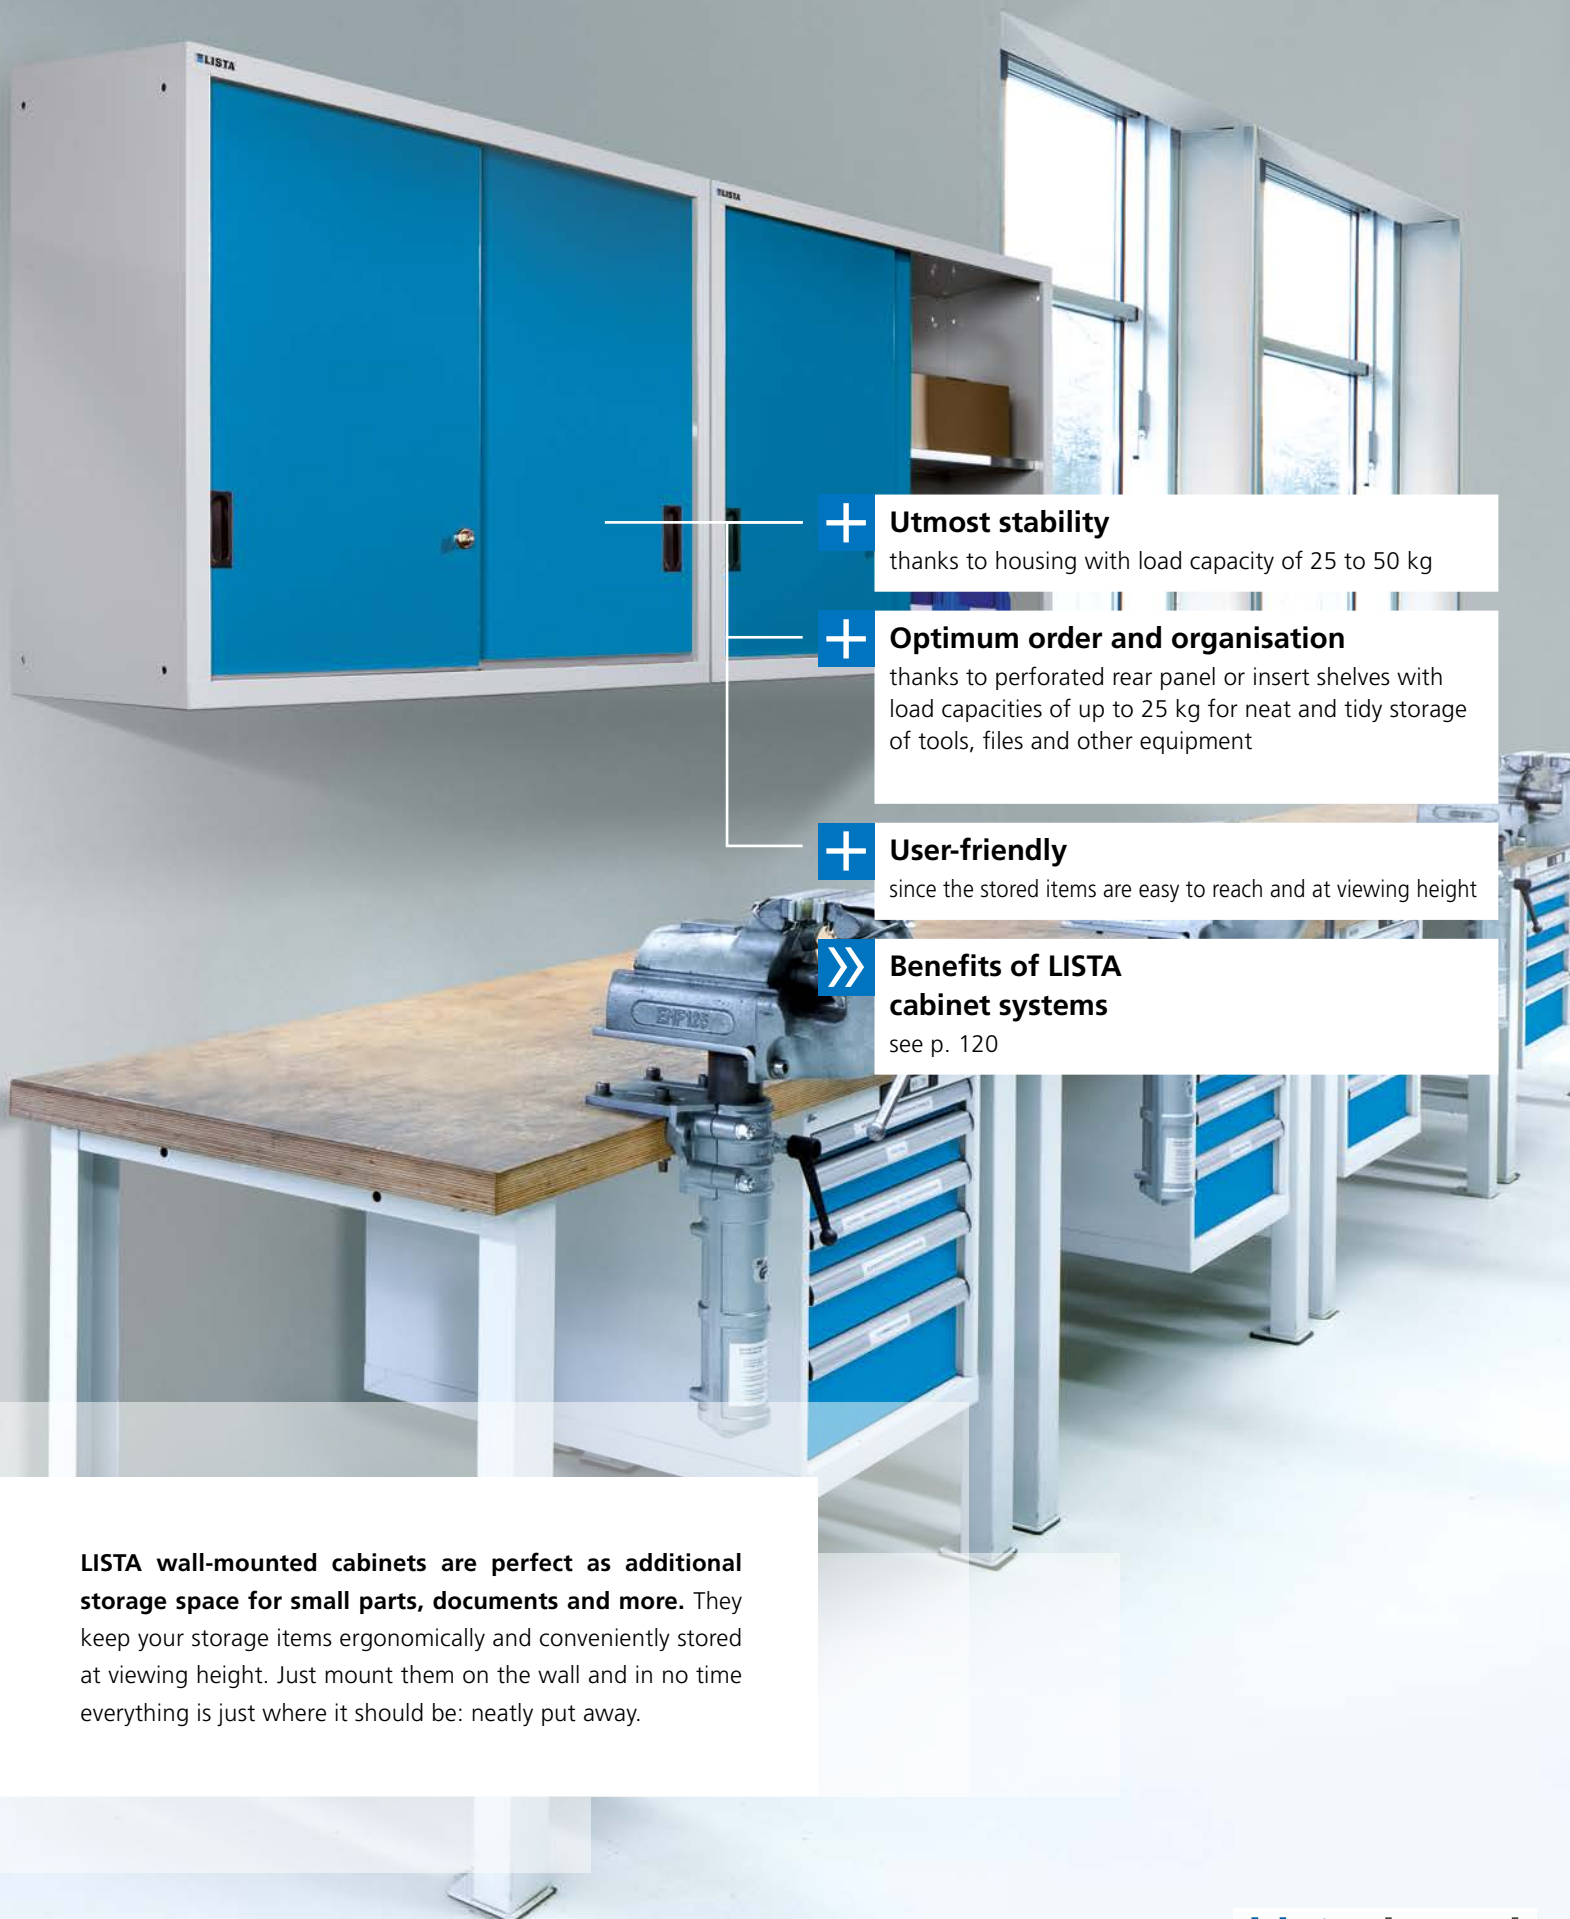 LISTA
LISTA
Utmost stability
thanks to housing with load capacity of 25 to 50 kg
Optimum order and organisation
thanks to perforated rear panel or insert shelves with
load capacities of up to 25 kg for neat and tidy storage
of tools, files and other equipment
User-friendly
since the stored items are easy to reach and at viewing height
Benefits of LISTA
cabinet systems
see p. 120
LISTA wall-mounted cabinets are perfect as additional
storage space for small parts, documents and more. They
keep your storage items ergonomically and conveniently stored
at viewing height. Just mount them on the wall and in no time
everything is just where it should be: neatly put away.